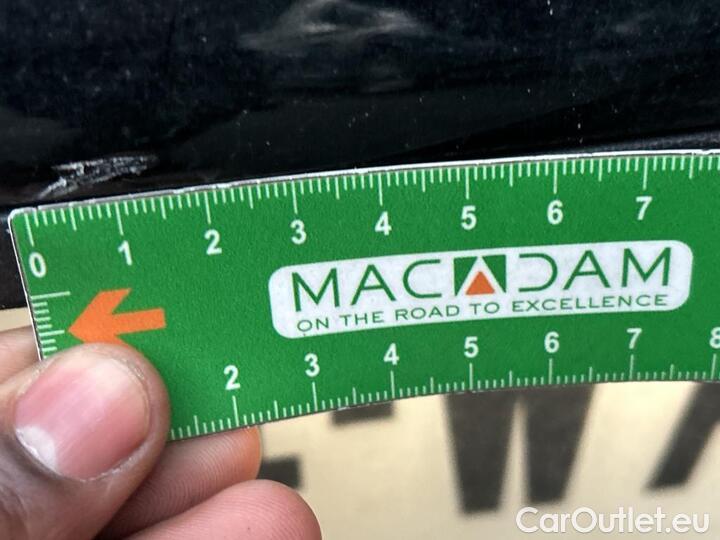 0 1 2 3 4 5 6 7
MACADAM
ON THE ROAD TO EXCELLENCE
2 3 4 5 6 7 8
-W
CarOutlet.eu